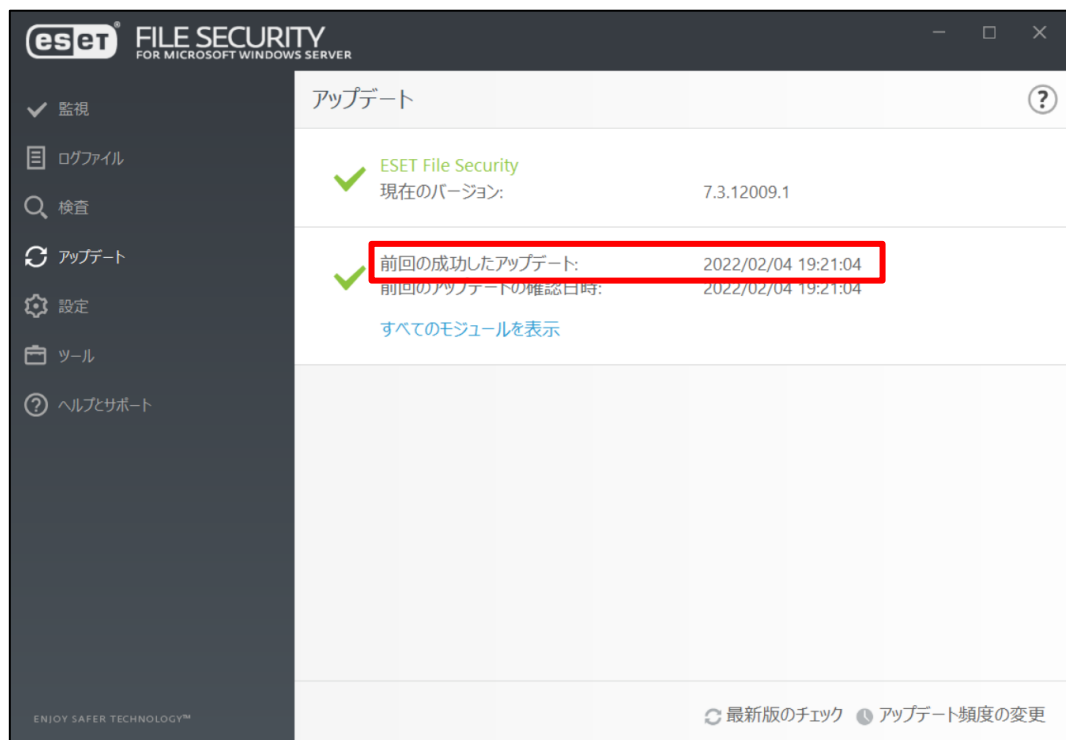 eset® FILE SECURITY
FOR MICROSOFT WINDOWS SERVER
監視
ログファイル
検査
アップデート
設定
ツール
ヘルプとサポート
ENJOY SAFER TECHNOLOGY™
アップデート
?
ESET File Security
現在のバージョン: 7.3.12009.1
前回の成功したアップデート: 2022/02/04 19:21:04
前回のアップデートの確認日時: 2022/02/04 19:21:04
すべてのモジュールを表示
最新版のチェック アップデート頻度の変更